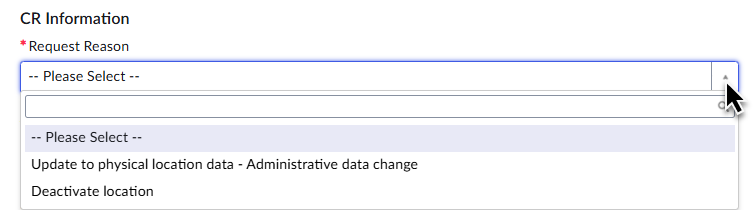 CR Information
* Request Reason
-- Please Select --
-- Please Select --
Update to physical location data - Administrative data change
Deactivate location